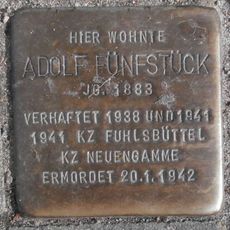 HIER WOHNTE
ADOLF FÜNFSTÜCK
JG. 1883
VERHAFTET 1938 UND 1941
1941 KZ FUHLSBÜTTEL
KZ NEUENGAMME
ERMORDET 20.1.1942